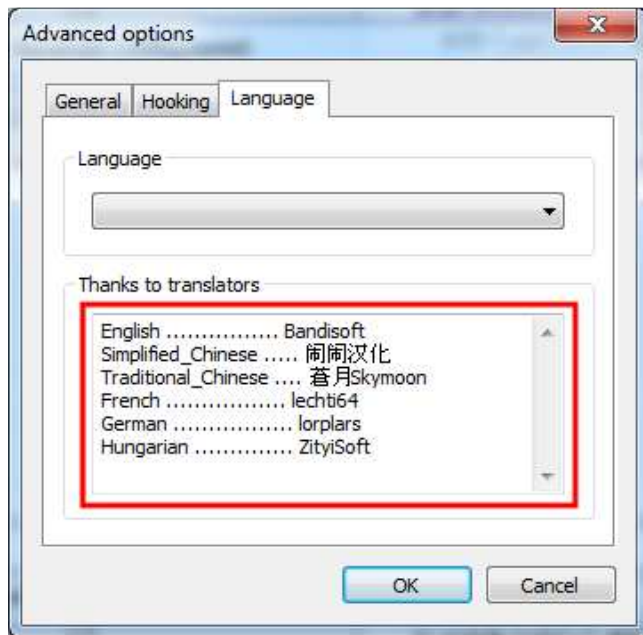 Advanced options
General Hooking Language
Language
Thanks to translators
English ................ Bandisoft
Simplified_Chinese ..... 闹闹汉化
Traditional_Chinese .... 蒼月Skymoon
French ................. lechti64
German ................. lorplars
Hungarian .............. ZityiSoft
OK Cancel